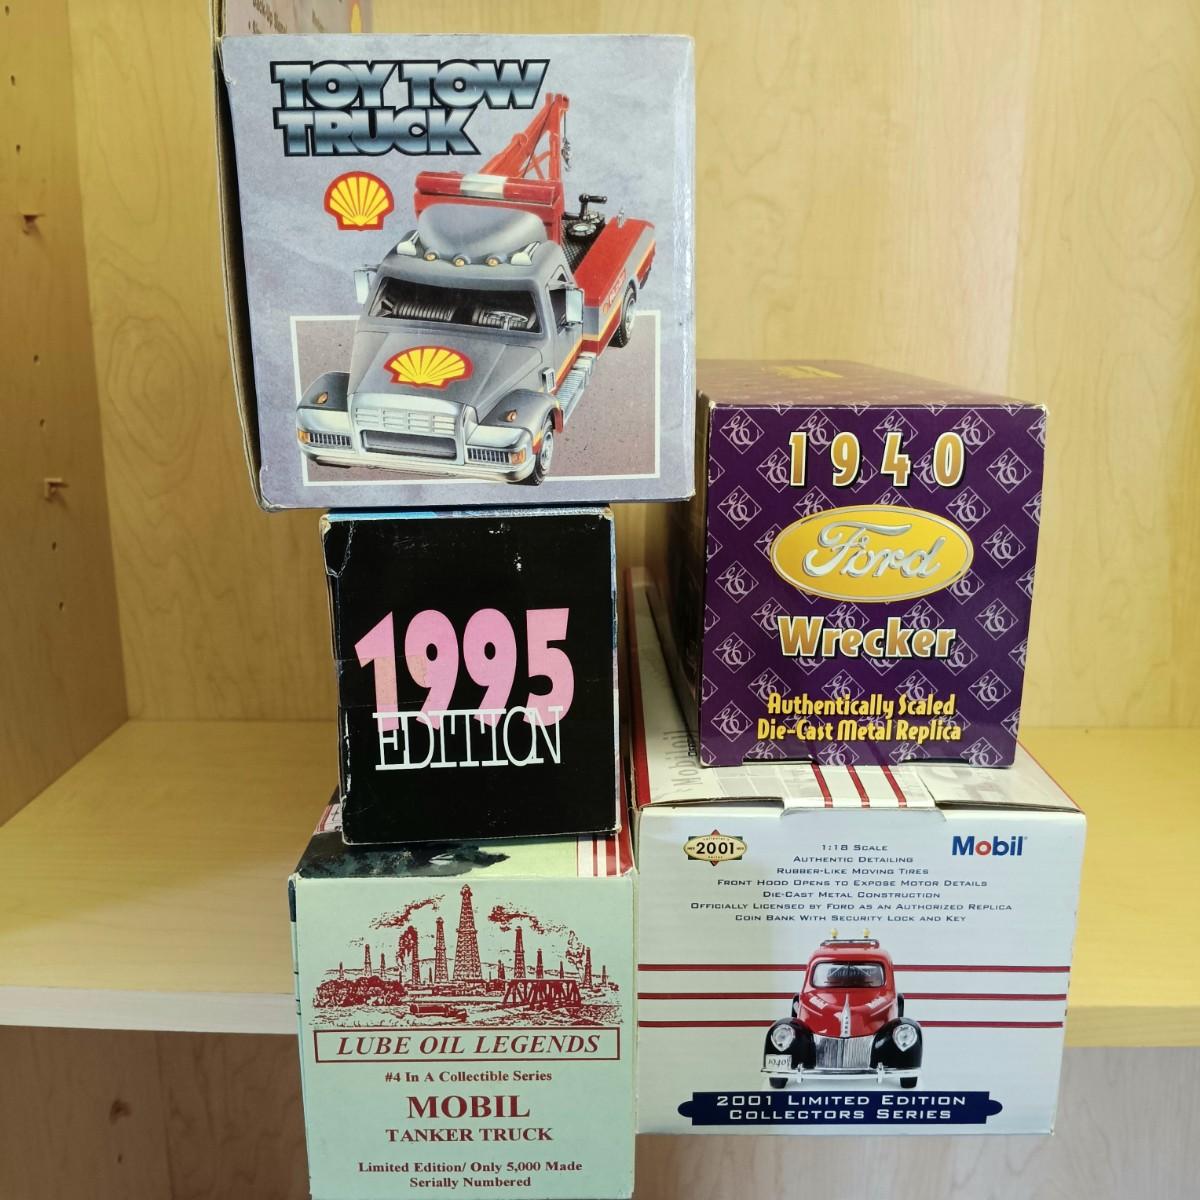 TOY TOW
TRUCK
1995
EDITION
1940
Ford
Wrecker
Authentically Scaled
Die-Cast Metal Replica
Mobil
2001
1:18 Scale
Authentic Detailing
Rubber-Like Moving Tires
Front Hood Opens to Expose Motor Details
Die-Cast Metal Construction
Officially Licensed by Ford as an Authorized Replica
Coin Bank With Security Lock and Key
Mobil
1940
2001 Limited Edition
Collectors Series
LUBE OIL LEGENDS
#4 In A Collectible Series
MOBIL
TANKER TRUCK
Limited Edition/ Only 5,000 Made
Serially Numbered